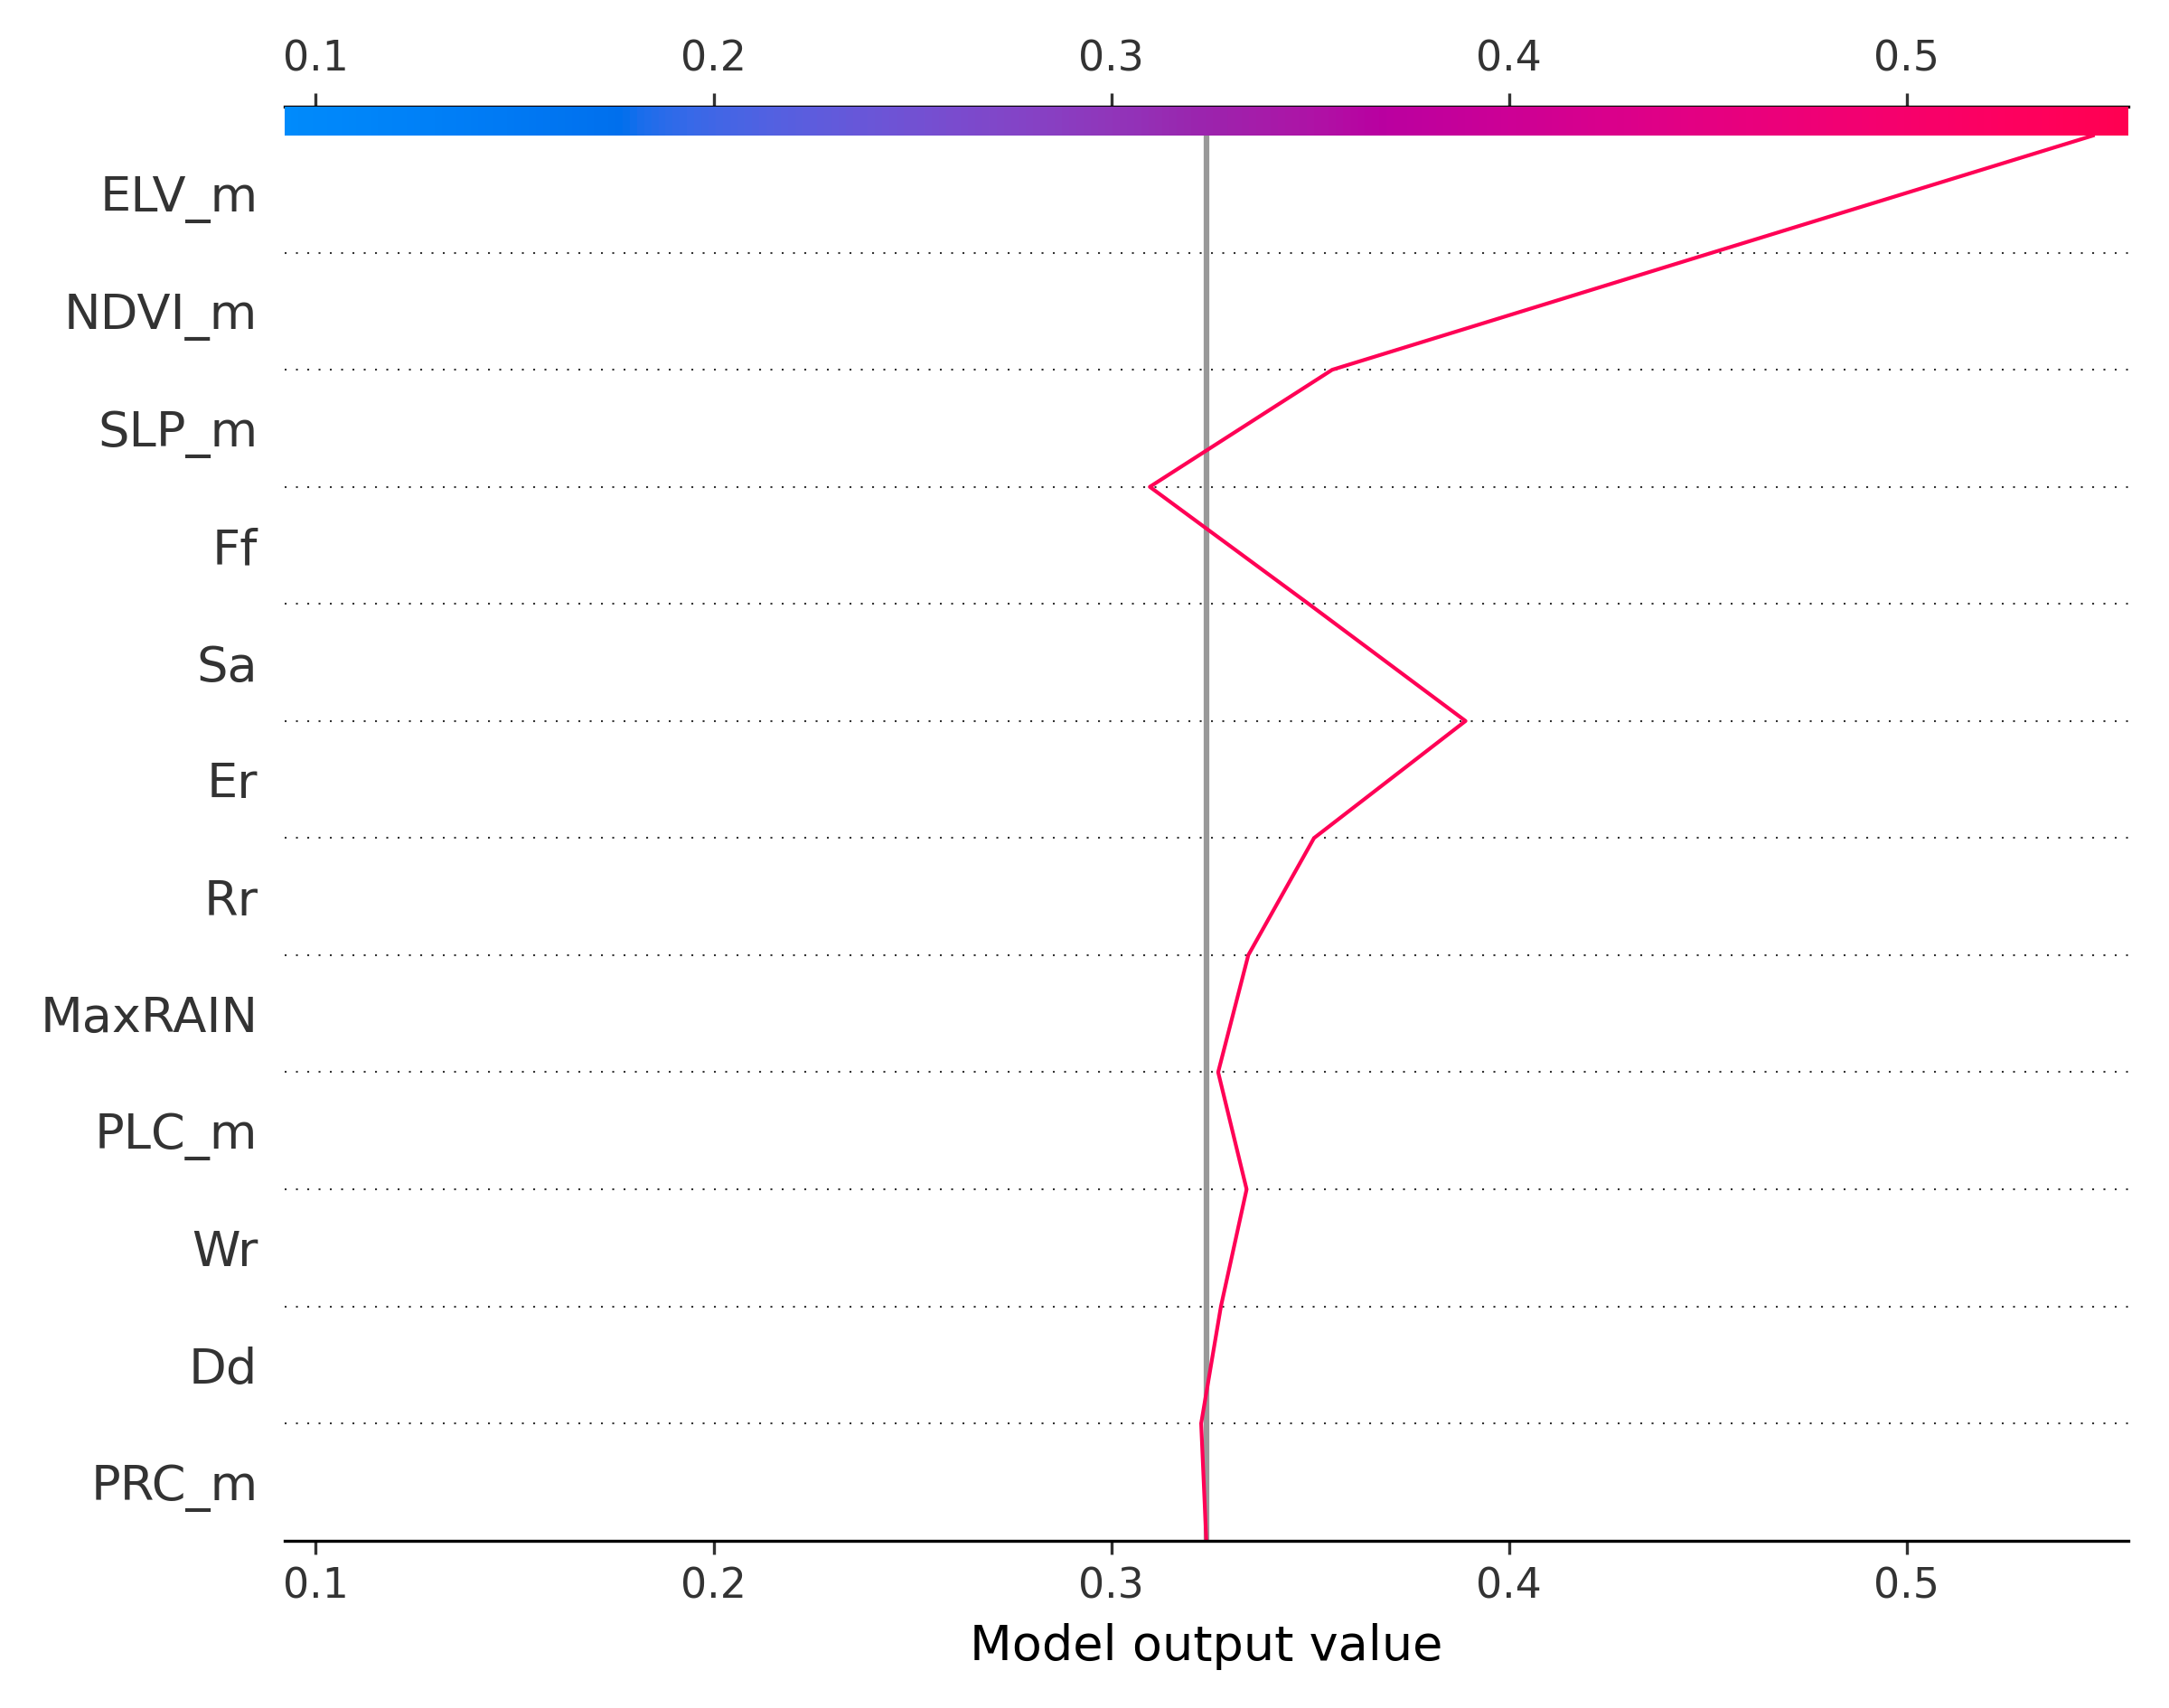 0.1 0.2 0.3 0.4 0.5
ELV_m
NDVI_m
SLP_m
Ff
Sa
Er
Rr
MaxRAIN
PLC_m
Wr
Dd
PRC_m
0.1 0.2 0.3 0.4 0.5
Model output value